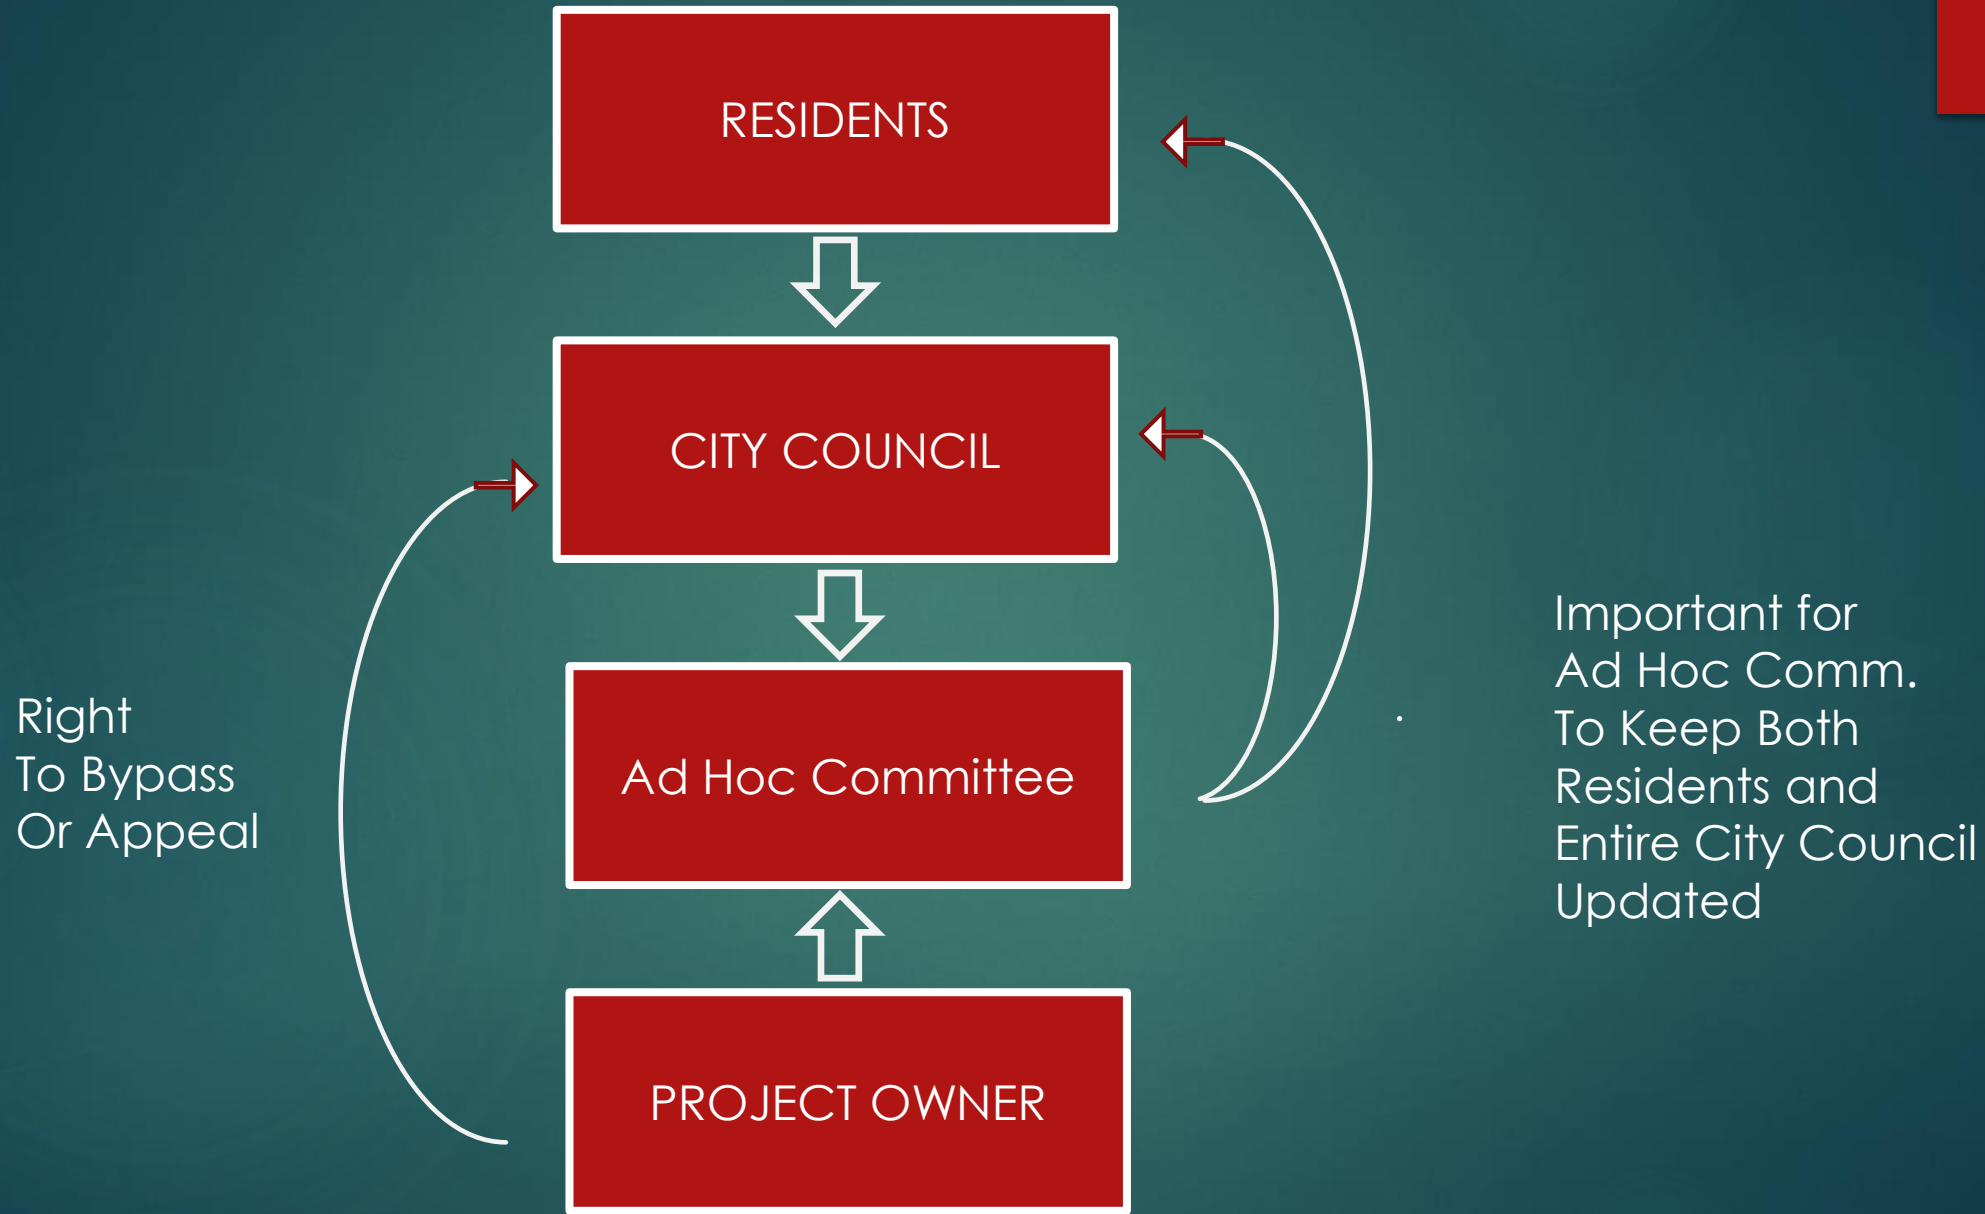 RESIDENTS
CITY COUNCIL
Ad Hoc Committee
PROJECT OWNER
Right
To Bypass
Or Appeal
.
Important for
Ad Hoc Comm.
To Keep Both
Residents and
Entire City Council
Updated